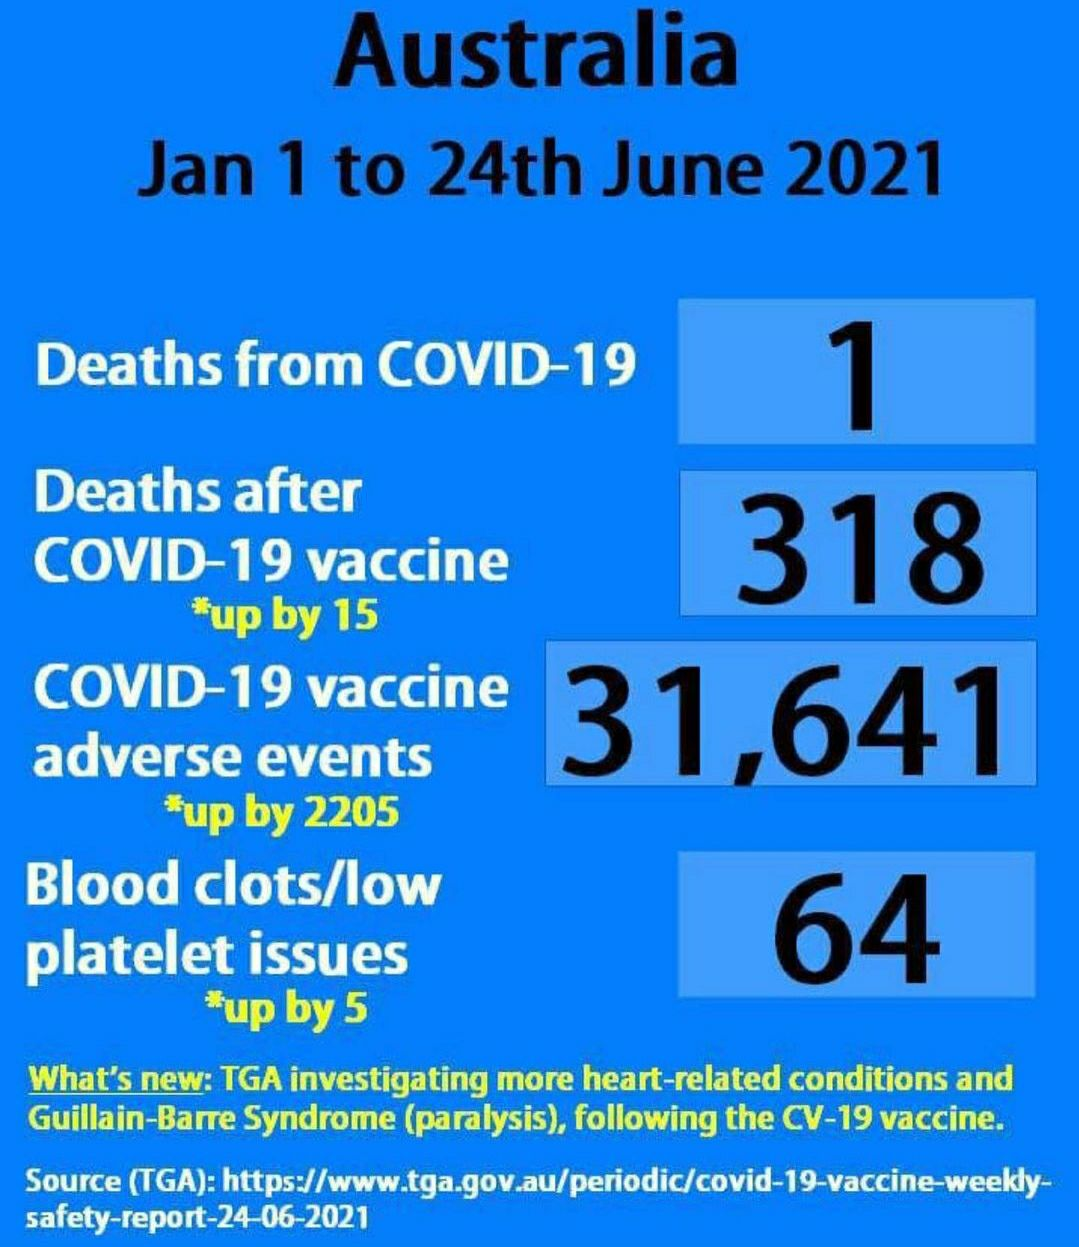 Australia
Jan 1 to 24th June 2021
Deaths from COVID-19
1
Deaths after
COVID-19 vaccine
*up by 15
318
COVID-19 vaccine
adverse events
*up by 2205
31,641
Blood clots/low
platelet issues
*up by 5
64
What's new: TGA investigating more heart-related conditions and
Guillain-Barre Syndrome (paralysis), following the CV-19 vaccine.
Source (TGA): https://www.tga.gov.au/periodic/covid-19-vaccine-weekly-
safety-report-24-06-2021